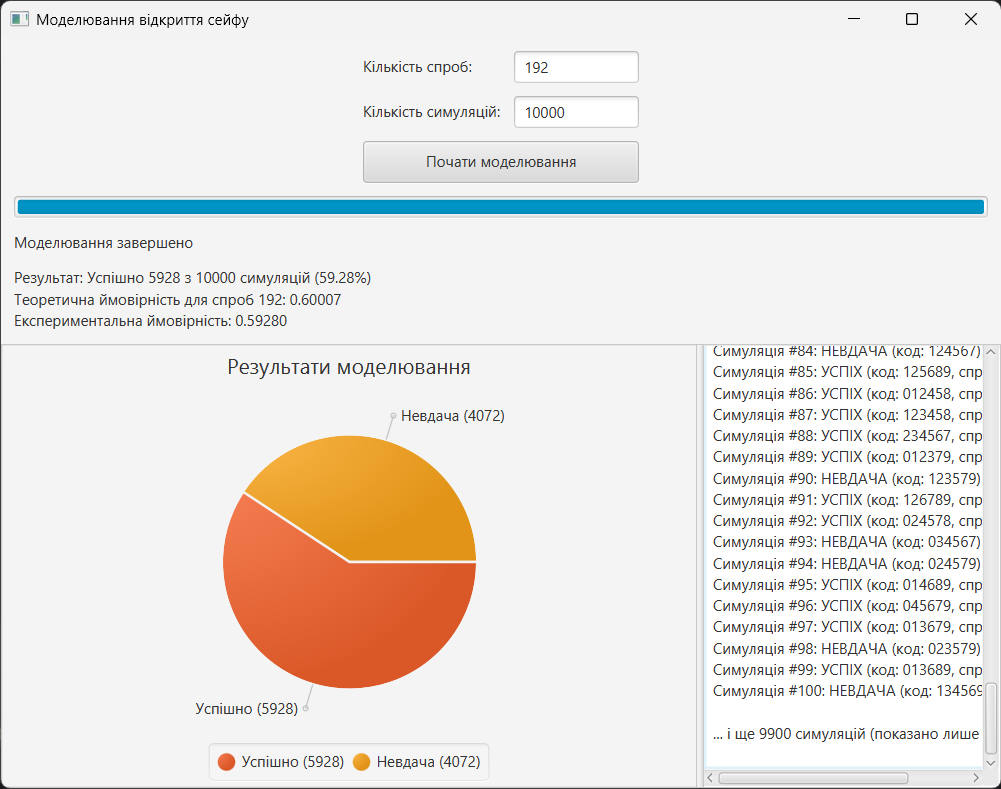 Моделювання відкриття сейфу
Кількість спроб:
192
Кількість симуляцій:
10000
Почати моделювання
Моделювання завершено
Результат: Успішно 5928 з 10000 симуляцій (59.28%)
Теоретична ймовірність для спроб 192: 0.60007
Експериментальна ймовірність: 0.59280
Результати моделювання
Невдача (4072)
Успішно (5928)
Успішно (5928)
Невдача (4072)
Симуляція #84: НЕВДАЧА (код: 124567)
Симуляція #85: УСПІХ (код: 125689, спр
Симуляція #86: УСПІХ (код: 012458, спр
Симуляція #87: УСПІХ (код: 123458, спр
Симуляція #88: УСПІХ (код: 234567, спр
Симуляція #89: УСПІХ (код: 012379, спр
Симуляція #90: НЕВДАЧА (код: 123579)
Симуляція #91: УСПІХ (код: 126789, спр
Симуляція #92: УСПІХ (код: 024578, спр
Симуляція #93: НЕВДАЧА (код: 034567)
Симуляція #94: НЕВДАЧА (код: 024579)
Симуляція #95: УСПІХ (код: 014689, спр
Симуляція #96: УСПІХ (код: 045679, спр
Симуляція #97: УСПІХ (код: 013679, спр
Симуляція #98: НЕВДАЧА (код: 023579)
Симуляція #99: УСПІХ (код: 013689, спр
Симуляція #100: НЕВДАЧА (код: 134569
... і ще 9900 симуляцій (показано лише